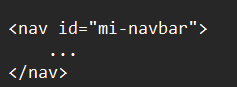 <nav id="mi-navbar">
    ...
</nav>